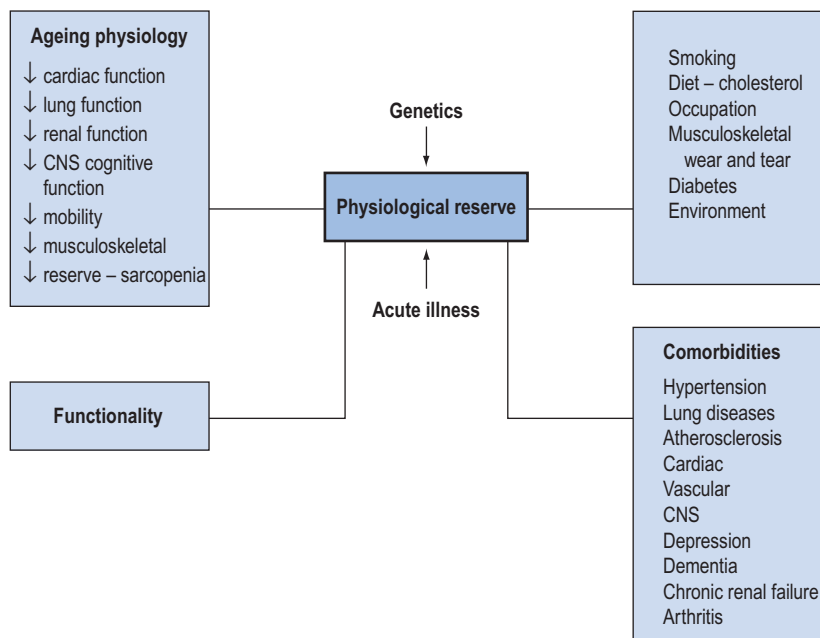 Ageing physiology
↓ cardiac function
↓ lung function
↓ renal function
↓ CNS cognitive
function
↓ mobility
↓ musculoskeletal
↓ reserve – sarcopenia
Genetics
Physiological reserve
Acute illness
Smoking
Diet – cholesterol
Occupation
Musculoskeletal
wear and tear
Diabetes
Environment
Functionality
Comorbidities
Hypertension
Lung diseases
Atherosclerosis
Cardiac
Vascular
CNS
Depression
Dementia
Chronic renal failure
Arthritis